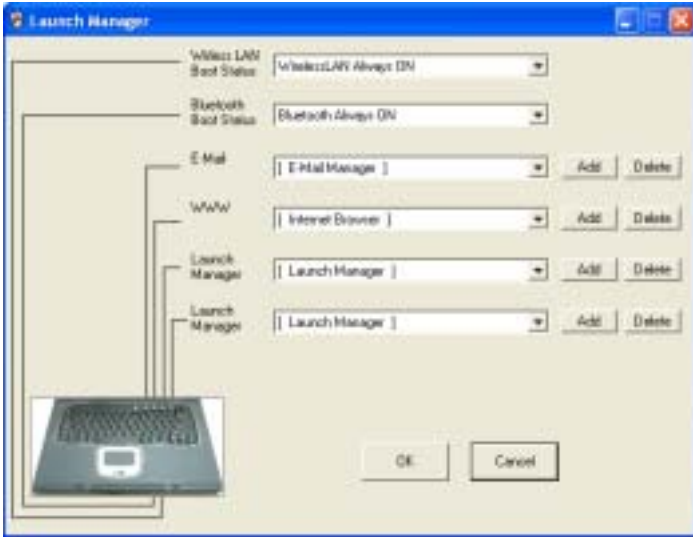 Launch Manager
Wireless LAN
Boot Status
WirelessLAN Always ON
Bluetooth
Boot Status
Bluetooth Always ON
E-Mail
[ E-Mail Manager ]
Add
Delete
WWW
[ Internet Browser ]
Add
Delete
Launch
Manager
[ Launch Manager ]
Add
Delete
Launch
Manager
[ Launch Manager ]
Add
Delete
OK
Cancel